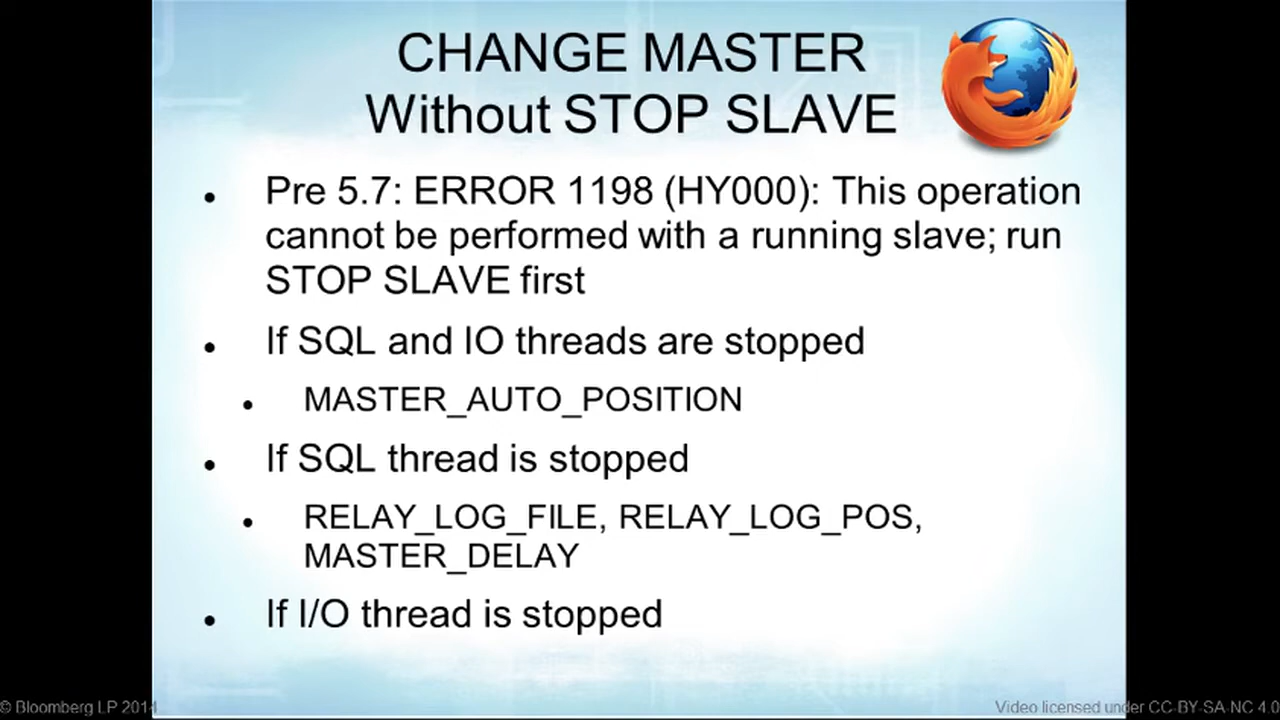 CHANGE MASTER
Without STOP SLAVE
• Pre 5.7: ERROR 1198 (HY000): This operation
cannot be performed with a running slave; run
STOP SLAVE first
• If SQL and IO threads are stopped
• MASTER_AUTO_POSITION
• If SQL thread is stopped
• RELAY_LOG_FILE, RELAY_LOG_POS,
MASTER_DELAY
• If I/O thread is stopped
© Bloomberg LP 2014
Video licensed under CC-BY-SA-NC 4.0